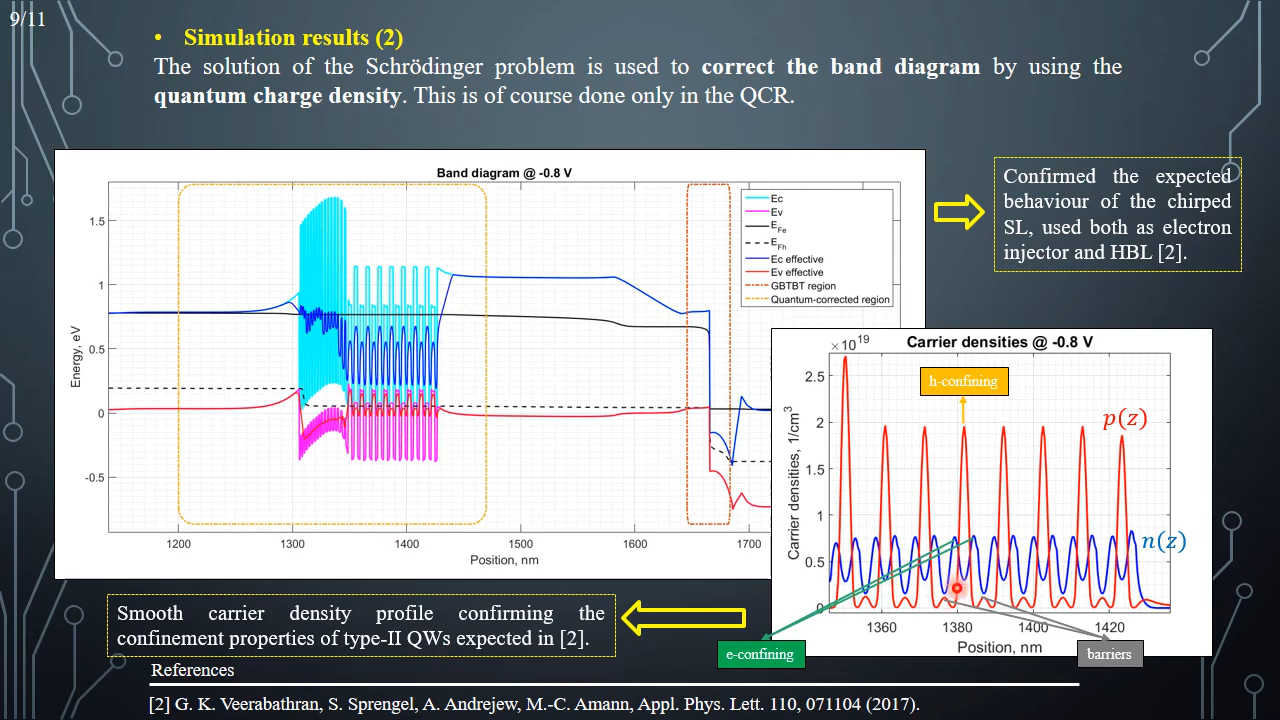 9/11
• Simulation results (2)
The solution of the Schrödinger problem is used to correct the band diagram by using the
quantum charge density. This is of course done only in the QCR.
Band diagram @ -0.8 V
Energy, eV
1.5
1
0.5
0
-0.5
1200 1300 1400 1500 1600 1700
Position, nm
Ec
Ev
E_Fe
E_Fh
Ec effective
Ev effective
GBTBT region
Quantum-corrected region
Confirmed the expected
behaviour of the chirped
SL, used both as electron
injector and HBL [2].
×10^19
Carrier densities @ -0.8 V
Carrier densities, 1/cm^3
2.5
2
1.5
1
0.5
0
1360 1380 1400 1420
Position, nm
h-confining
p(z)
n(z)
e-confining
barriers
Smooth carrier density profile confirming the
confinement properties of type-II QWs expected in [2].
References
[2] G. K. Veerabathran, S. Sprengel, A. Andrejew, M.-C. Amann, Appl. Phys. Lett. 110, 071104 (2017).